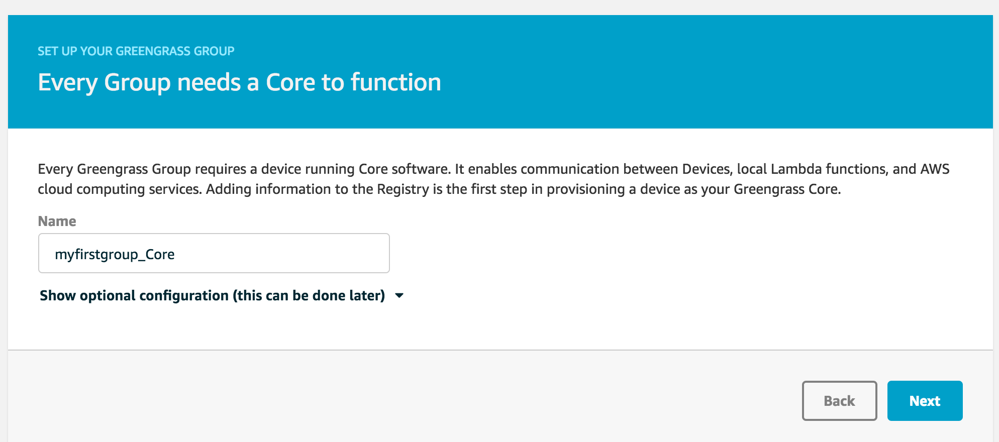 SET UP YOUR GREENGRASS GROUP
Every Group needs a Core to function
Every Greengrass Group requires a device running Core software. It enables communication between Devices, local Lambda functions, and AWS
cloud computing services. Adding information to the Registry is the first step in provisioning a device as your Greengrass Core.
Name
myfirstgroup_Core
Show optional configuration (this can be done later)
Back
Next